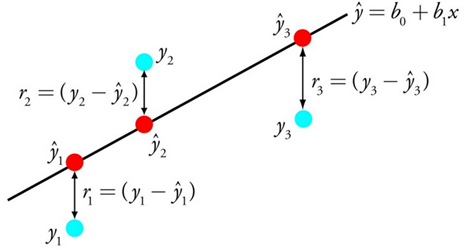 ŷ₃
ŷ = b₀ + b₁x
y₂
r₂ = (y₂ − ŷ₂)
r₃ = (y₃ − ŷ₃)
ŷ₂
y₃
ŷ₁
r₁ = (y₁ − ŷ₁)
y₁